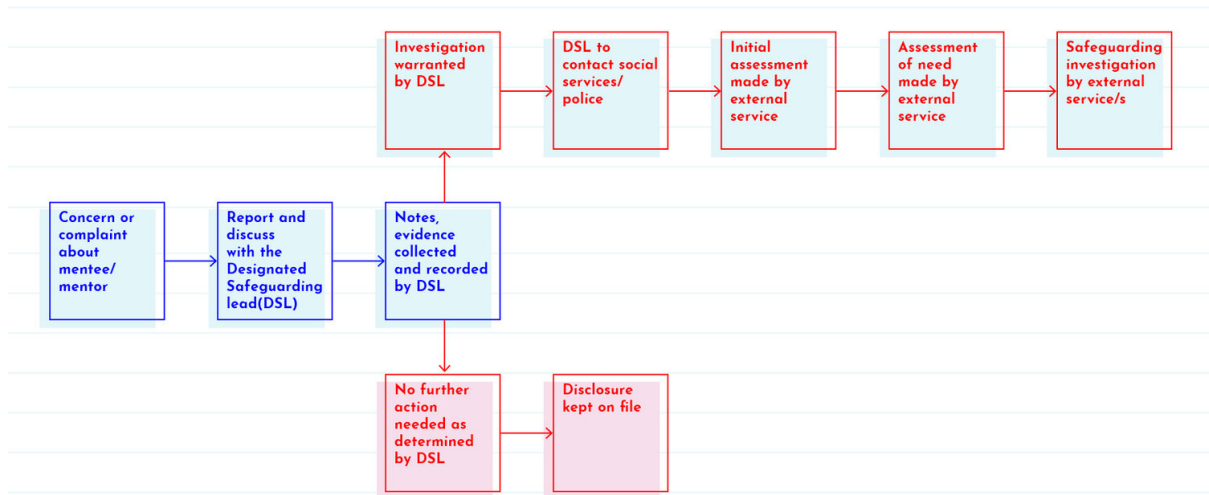 Investigation
warranted
by DSL
DSL to
contact social
services/
police
Initial
assessment
made by
external
service
Assessment
of need
made by
external
service
Safeguarding
investigation
by external
service/s
Concern or
complaint
about
mentee/
mentor
Report and
discuss
with the
Designated
Safeguarding
lead(DSL)
Notes,
evidence
collected
and recorded
by DSL
No further
action
needed as
determined
by DSL
Disclosure
kept on file